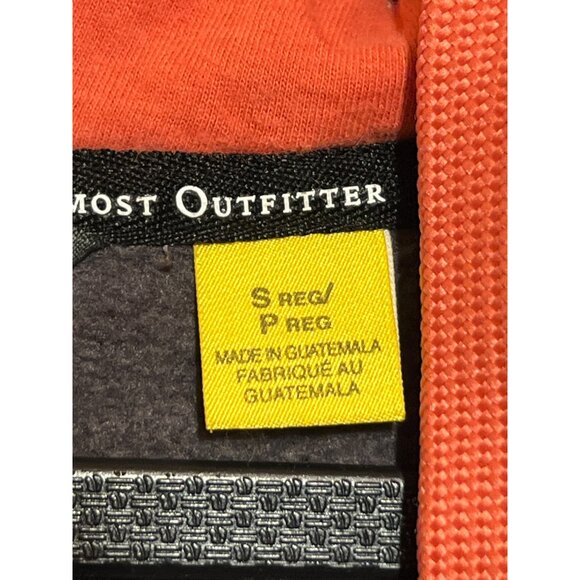 MOST OUTFITTER
S REG/
P REG
MADE IN GUATEMALA
FABRIQUÉ AU
GUATEMALA